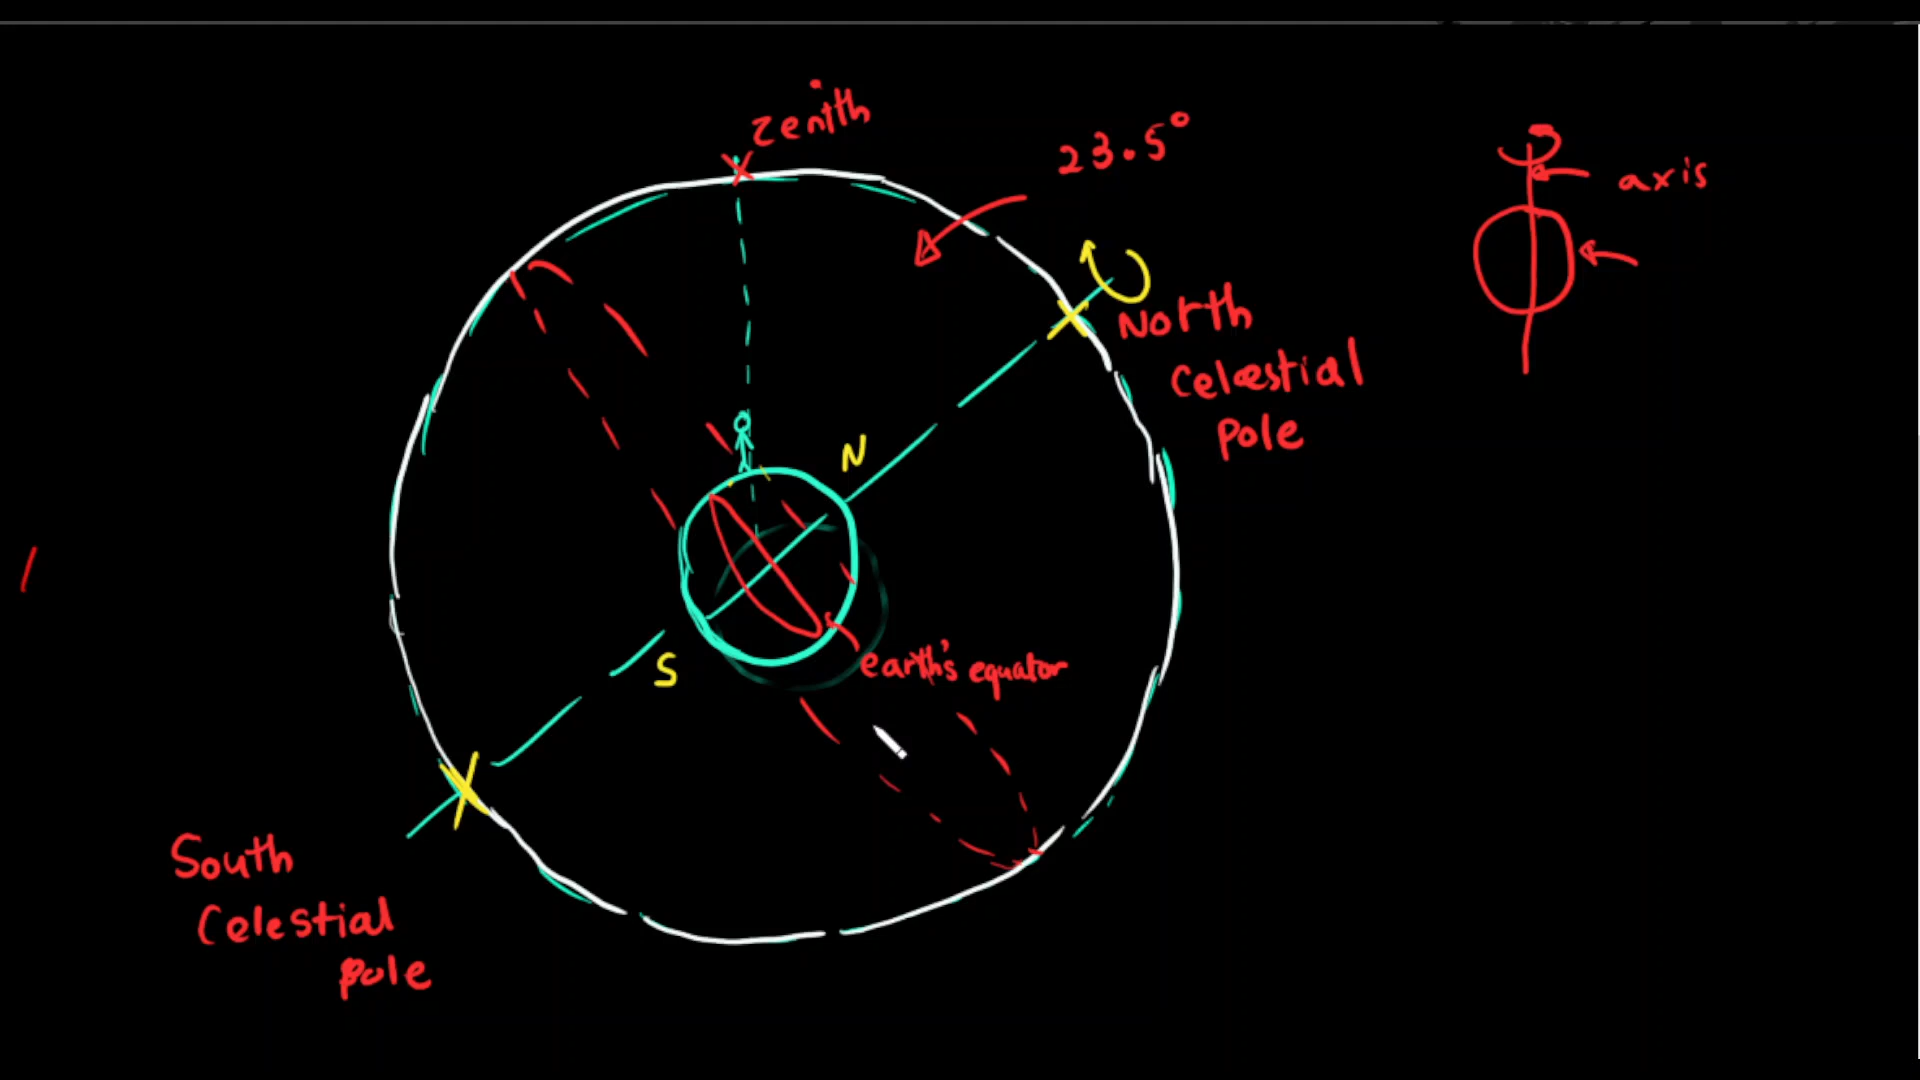 zenith
23.5°
axis
North
Celestial
pole
N
S
earth's equator
South
Celestial
pole